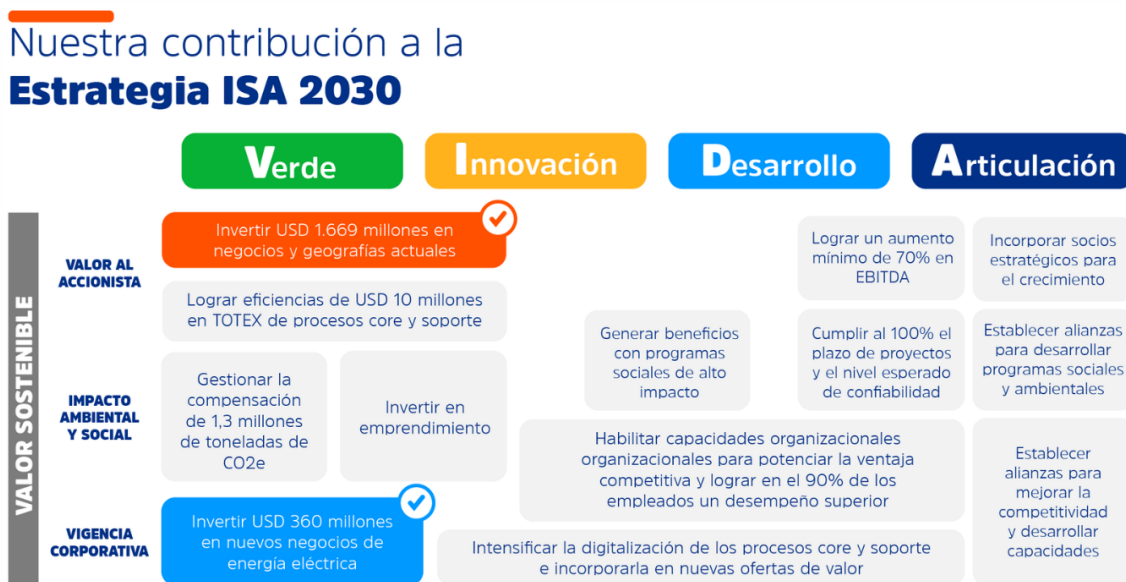 Nuestra contribución a la
Estrategia ISA 2030
Verde
Innovación
Desarrollo
Articulación
VALOR SOSTENIBLE
VALOR AL
ACCIONISTA
Invertir USD 1.669 millones en
negocios y geografías actuales
Lograr eficiencias de USD 10 millones
en TOTEX de procesos core y soporte
Lograr un aumento
mínimo de 70% en
EBITDA
Incorporar socios
estratégicos para
el crecimiento
IMPACTO
AMBIENTAL
Y SOCIAL
Gestionar la
compensación
de 1,3 millones
de toneladas de
CO2e
Invertir en
emprendimiento
Generar beneficios
con programas
sociales de alto
impacto
Cumplir al 100% el
plazo de proyectos
y el nivel esperado
de confiabilidad
Establecer alianzas
para desarrollar
programas sociales
y ambientales
Habilitar capacidades organizacionales
organizacionales para potenciar la ventaja
competitiva y lograr en el 90% de los
empleados un desempeño superior
Establecer
alianzas para
mejorar la
competitividad
y desarrollar
capacidades
VIGENCIA
CORPORATIVA
Invertir USD 360 millones
en nuevos negocios de
energía eléctrica
Intensificar la digitalización de los procesos core y soporte
e incorporarla en nuevas ofertas de valor